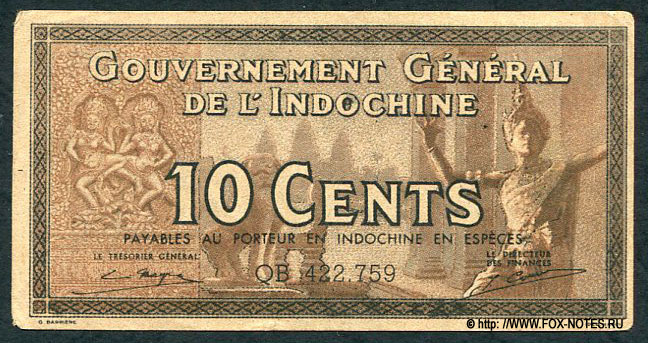 GOUVERNEMENT GÉNÉRAL
DE L'INDOCHINE
10 CENTS
PAYABLES AU PORTEUR EN INDOCHINE EN ESPÈCES
LE TRÉSORIER GÉNÉRAL
LE DIRECTEUR
DES FINANCES
QB 422,759
G. BARRIÈRE
© http://WWW.FOX-NOTES.RU